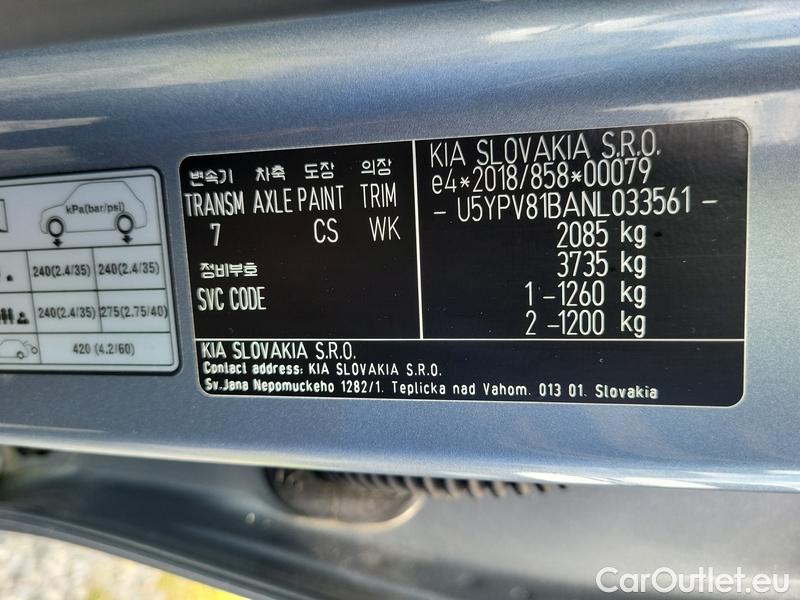 kPa(bar/psi)
240(2.4/35) 240(2.4/35)
240(2.4/35) 275(2.75/40)
420 (4.2/60)
변속기 차축 도장 의장
TRANSM AXLE PAINT TRIM
7 CS WK
정비부호
SVC CODE
KIA SLOVAKIA S.R.O.
e4*2018/858*00079
- U5YPV81BANL033561 -
2085 kg
3735 kg
1 -1260 kg
2 -1200 kg
KIA SLOVAKIA S.R.O.
Contact address: KIA SLOVAKIA S.R.O.
Sv.Jana Nepomuckeho 1282/1. Teplicka nad Vahom. 013 01. Slovakia
CarOutlet.eu